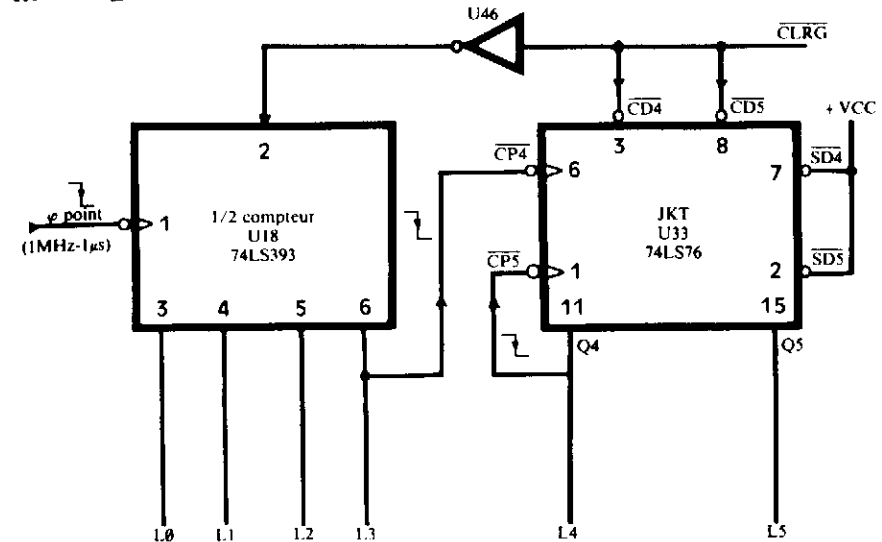 U46
CLRG
CD4 CD5
+ VCC
2
3 8
CP4
6
7
SD4
φ point
1
(1MHz-1µs)
1/2 compteur
U18
74LS393
JKT
U33
74LS76
CP5
1
2
SD5
3 4 5 6
11 15
Q4 Q5
L0 L1 L2 L3 L4 L5